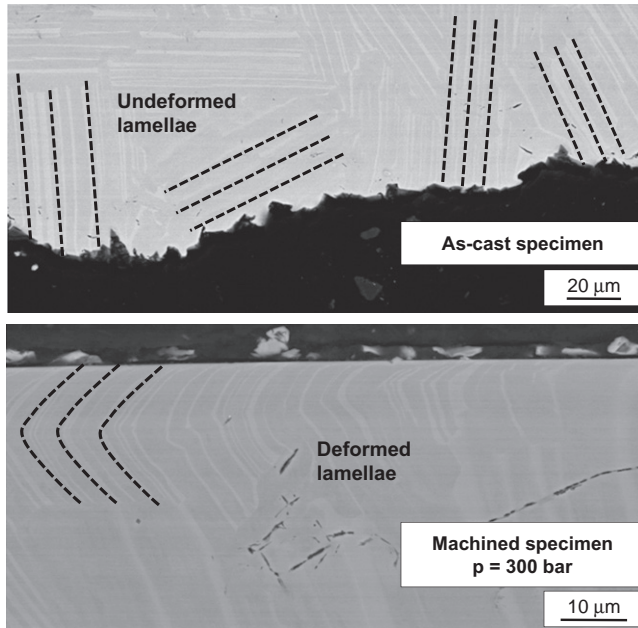 Undeformed
lamellae
As-cast specimen
20 μm
Deformed
lamellae
Machined specimen
p = 300 bar
10 μm